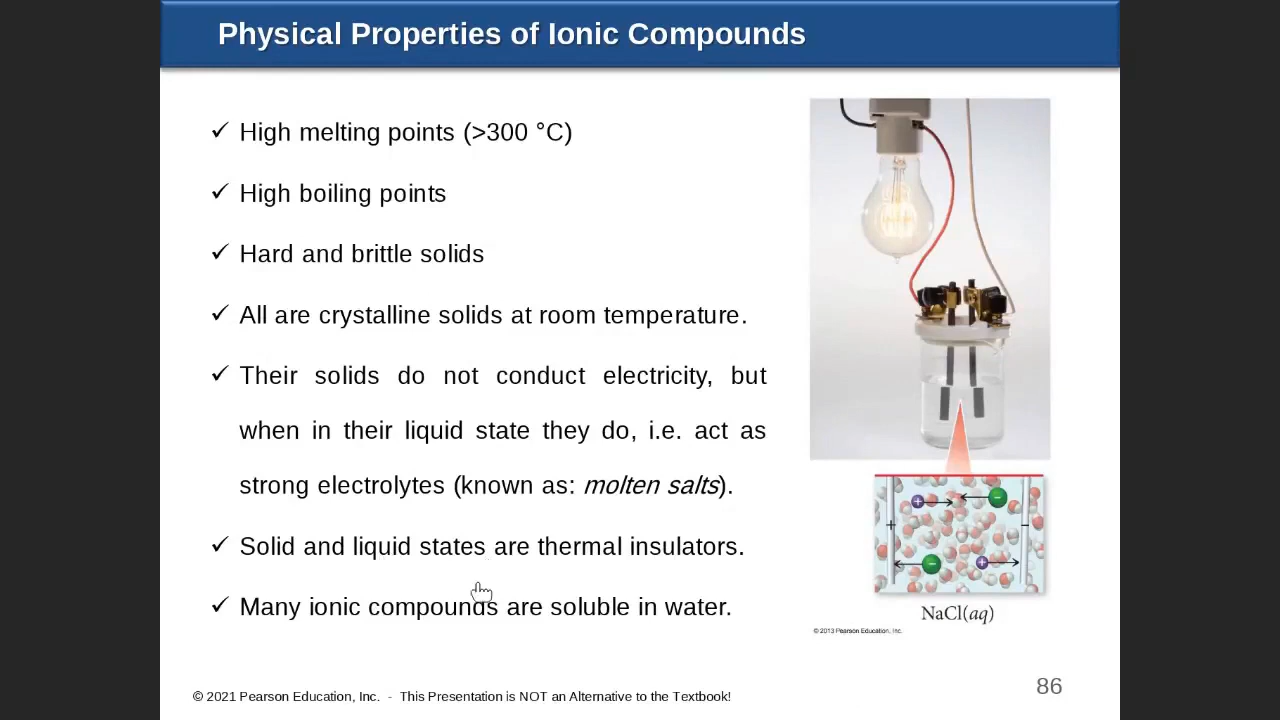 Physical Properties of Ionic Compounds
✓ High melting points (>300 °C)
✓ High boiling points
✓ Hard and brittle solids
✓ All are crystalline solids at room temperature.
✓ Their solids do not conduct electricity, but
when in their liquid state they do, i.e. act as
strong electrolytes (known as: molten salts).
✓ Solid and liquid states are thermal insulators.
✓ Many ionic compounds are soluble in water.
+ −
+ −
− +
NaCl(aq)
© 2013 Pearson Education, Inc.
© 2021 Pearson Education, Inc. - This Presentation is NOT an Alternative to the Textbook!
86